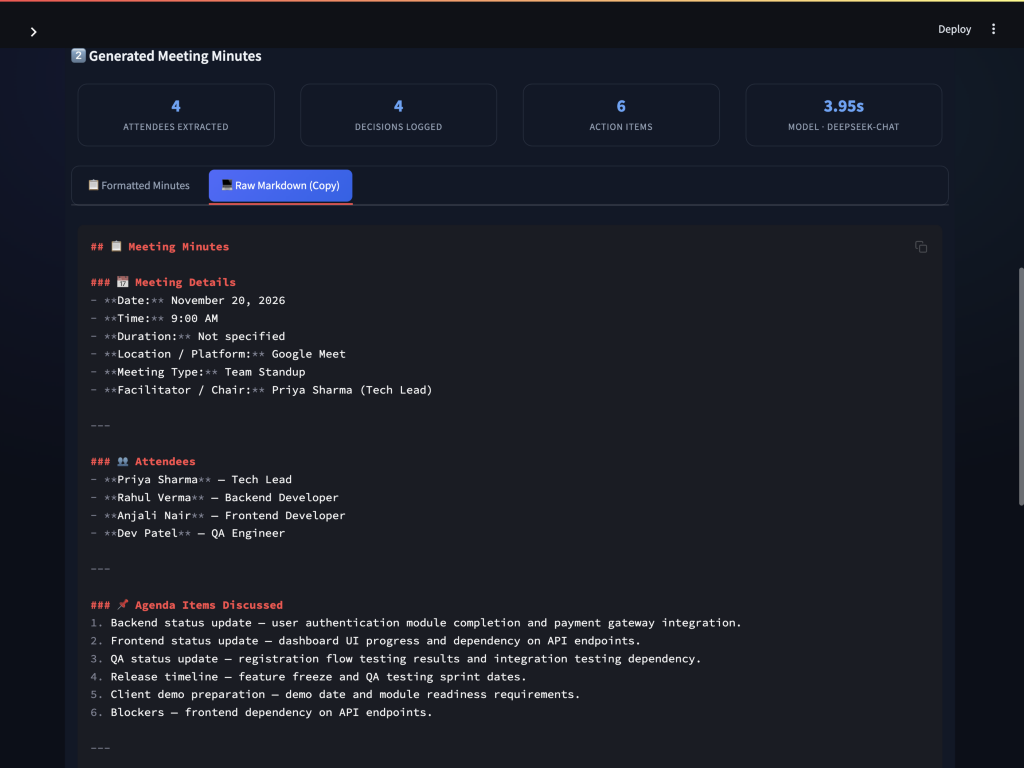 Deploy
2 Generated Meeting Minutes
4
ATTENDEES EXTRACTED
4
DECISIONS LOGGED
6
ACTION ITEMS
3.95s
MODEL · DEEPSEEK-CHAT
📋 Formatted Minutes
💻 Raw Markdown (Copy)
## 📋 Meeting Minutes
### 📅 Meeting Details
- **Date:** November 20, 2026
- **Time:** 9:00 AM
- **Duration:** Not specified
- **Location / Platform:** Google Meet
- **Meeting Type:** Team Standup
- **Facilitator / Chair:** Priya Sharma (Tech Lead)
---
### 👥 Attendees
- **Priya Sharma** — Tech Lead
- **Rahul Verma** — Backend Developer
- **Anjali Nair** — Frontend Developer
- **Dev Patel** — QA Engineer
---
### 📌 Agenda Items Discussed
1. Backend status update — user authentication module completion and payment gateway integration.
2. Frontend status update — dashboard UI progress and dependency on API endpoints.
3. QA status update — registration flow testing results and integration testing dependency.
4. Release timeline — feature freeze and QA testing sprint dates.
5. Client demo preparation — demo date and module readiness requirements.
6. Blockers — frontend dependency on API endpoints.
---